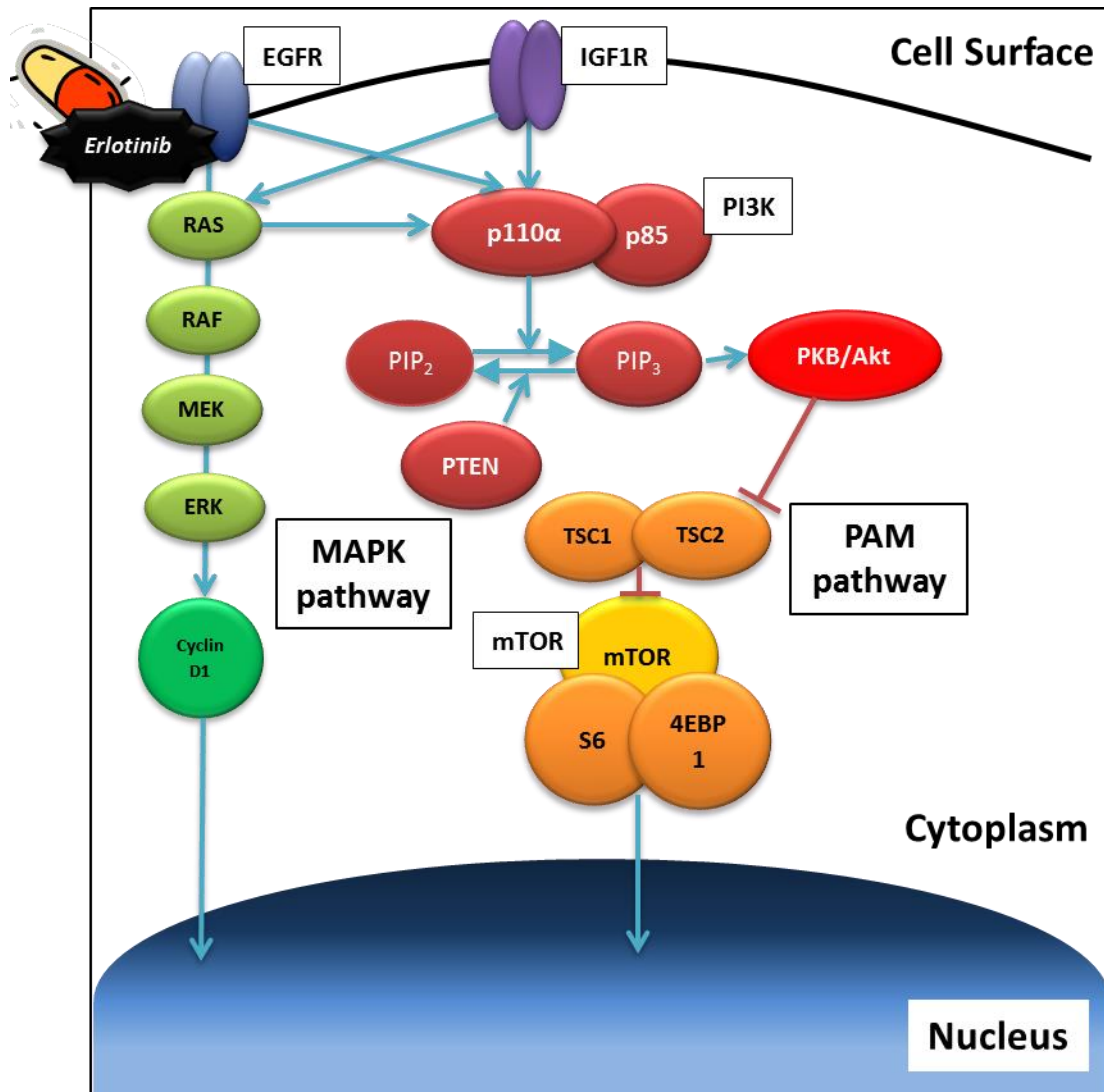 Cell Surface
EGFR
IGF1R
Erlotinib
RAS
p110α
p85
PI3K
RAF
PIP₂
PIP₃
PKB/Akt
MEK
PTEN
ERK
TSC1
TSC2
MAPK
pathway
PAM
pathway
Cyclin
D1
mTOR
mTOR
S6
4EBP
1
Cytoplasm
Nucleus